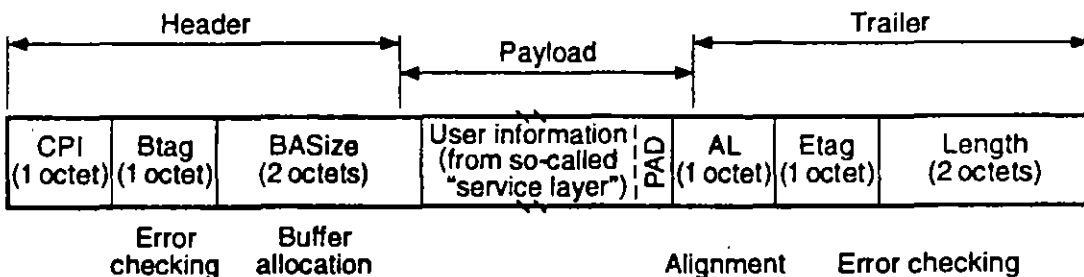 Header
Trailer
Payload
CPI
(1 octet)
Btag
(1 octet)
BASize
(2 octets)
User information
(from so-called
"service layer")
PAD
AL
(1 octet)
Etag
(1 octet)
Length
(2 octets)
Error
checking
Buffer
allocation
Alignment
Error checking